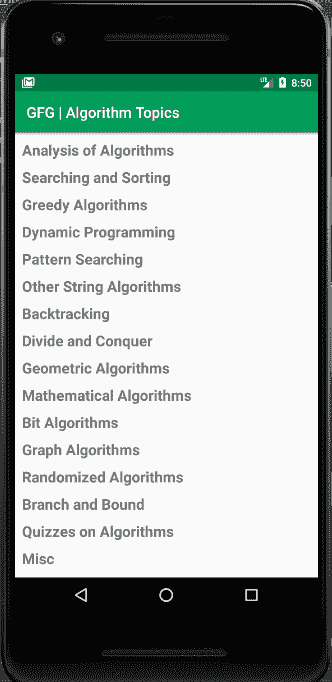 LTE 8:50
GFG | Algorithm Topics
Analysis of Algorithms
Searching and Sorting
Greedy Algorithms
Dynamic Programming
Pattern Searching
Other String Algorithms
Backtracking
Divide and Conquer
Geometric Algorithms
Mathematical Algorithms
Bit Algorithms
Graph Algorithms
Randomized Algorithms
Branch and Bound
Quizzes on Algorithms
Misc